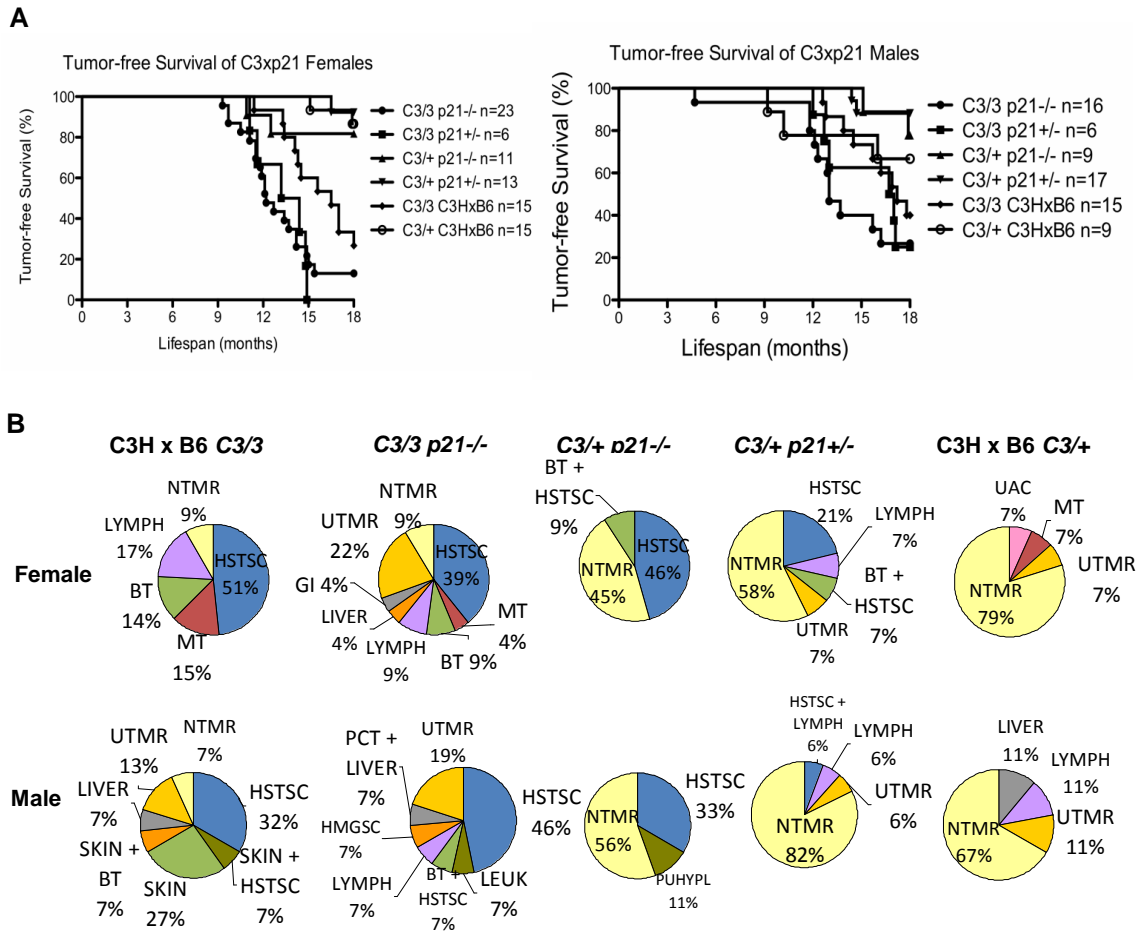 A
Tumor-free Survival of C3xp21 Females
Tumor-free Survival (%)
100
80
60
40
20
0
0 3 6 9 12 15 18
Lifespan (months)
C3/3 p21-/- n=23
C3/3 p21+/- n=6
C3/+ p21-/- n=11
C3/+ p21+/- n=13
C3/3 C3HxB6 n=15
C3/+ C3HxB6 n=15
Tumor-free Survival of C3xp21 Males
Tumor-free Survival (%)
100
80
60
40
20
0
0 3 6 9 12 15 18
Lifespan (months)
C3/3 p21-/- n=16
C3/3 p21+/- n=6
C3/+ p21-/- n=9
C3/+ p21+/- n=17
C3/3 C3HxB6 n=15
C3/+ C3HxB6 n=9
B
C3H x B6 C3/3
C3/3 p21-/-
C3/+ p21-/-
C3/+ p21+/-
C3H x B6 C3/+
Female
NTMR
9%
LYMPH
17%
HSTSC
51%
BT
14%
MT
15%
NTMR
9%
UTMR
22%
HSTSC
39%
GI 4%
LIVER
4%
LYMPH
9%
BT 9%
MT
4%
BT +
HSTSC
9%
HSTSC
46%
NTMR
45%
HSTSC
21%
LYMPH
7%
NTMR
58%
BT +
HSTSC
7%
UTMR
7%
UAC
7%
MT
7%
UTMR
7%
NTMR
79%
Male
NTMR
7%
UTMR
13%
LIVER
7%
HSTSC
32%
SKIN +
BT
7%
SKIN
27%
SKIN +
HSTSC
7%
UTMR
19%
PCT +
LIVER
7%
HSTSC
46%
HMGSC
7%
LYMPH
7%
BT +
HSTSC
7%
LEUK
7%
HSTSC
33%
NTMR
56%
PUHYPL
11%
HSTSC +
LYMPH
6%
LYMPH
6%
UTMR
6%
NTMR
82%
LIVER
11%
LYMPH
11%
UTMR
11%
NTMR
67%